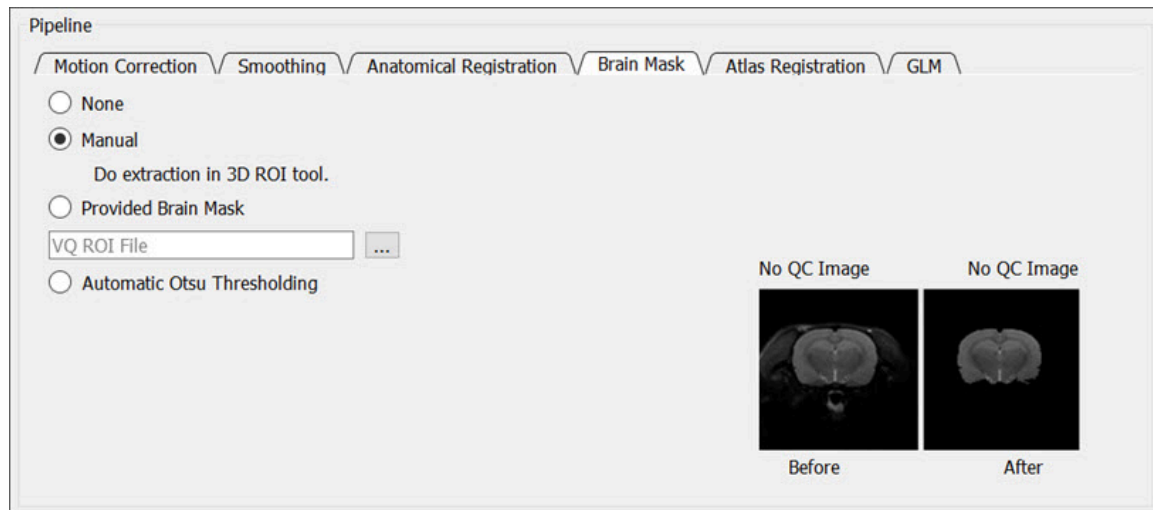 Pipeline
Motion Correction Smoothing Anatomical Registration Brain Mask Atlas Registration GLM
None
Manual
Do extraction in 3D ROI tool.
Provided Brain Mask
VQ ROI File ...
Automatic Otsu Thresholding
No QC Image No QC Image
Before After